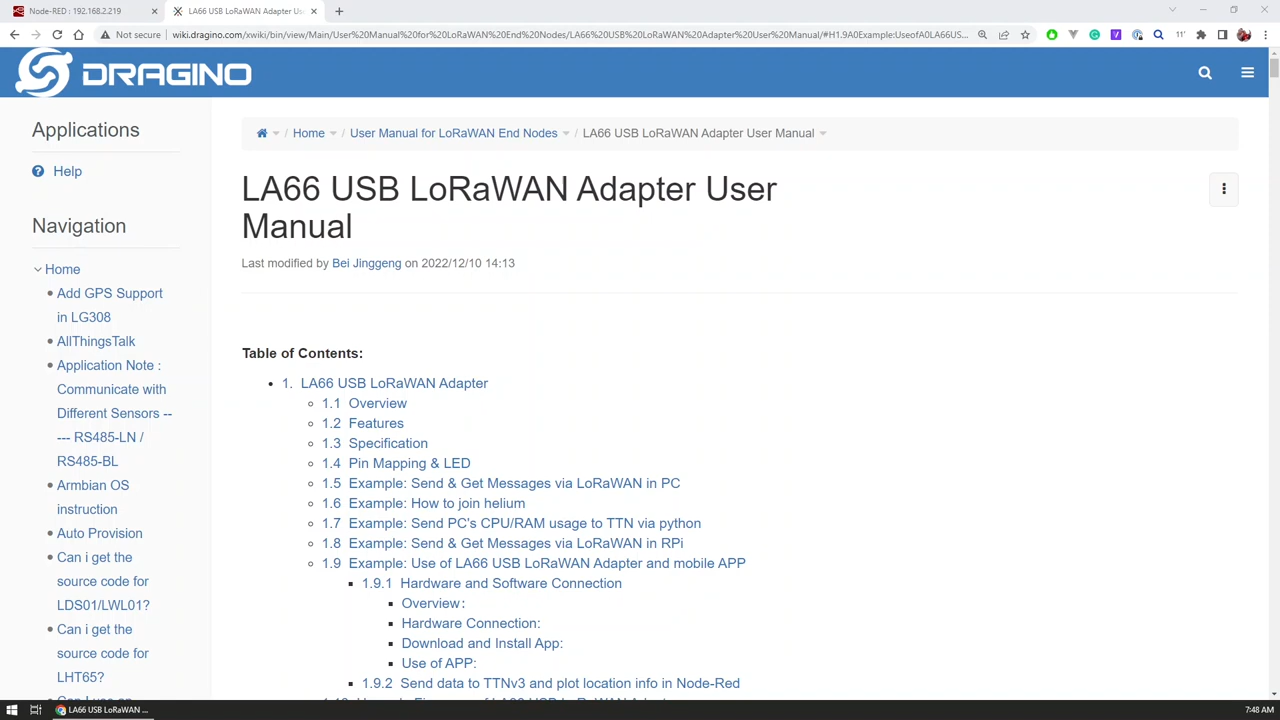 Node-RED : 192.168.2.219
LA66 USB LoRaWAN Adapter Us
Not secure
wiki.dragino.com/xwiki/bin/view/Main/User%20Manual%20for%20LoRaWAN%20End%20Nodes/LA66%20USB%20LoRaWAN%20Adapter%20User%20Manual/#H1.9A0Example:UseofA0LA66US...
11'
DRAGINO
Applications
Help
Navigation
Home
Add GPS Support
in LG308
AllThingsTalk
Application Note :
Communicate with
Different Sensors --
--- RS485-LN /
RS485-BL
Armbian OS
instruction
Auto Provision
Can i get the
source code for
LDS01/LWL01?
Can i get the
source code for
LHT65?
Home / User Manual for LoRaWAN End Nodes / LA66 USB LoRaWAN Adapter User Manual
LA66 USB LoRaWAN Adapter User
Manual
Last modified by Bei Jinggeng on 2022/12/10 14:13
Table of Contents:
1. LA66 USB LoRaWAN Adapter
1.1 Overview
1.2 Features
1.3 Specification
1.4 Pin Mapping & LED
1.5 Example: Send & Get Messages via LoRaWAN in PC
1.6 Example: How to join helium
1.7 Example: Send PC's CPU/RAM usage to TTN via python
1.8 Example: Send & Get Messages via LoRaWAN in RPi
1.9 Example: Use of LA66 USB LoRaWAN Adapter and mobile APP
1.9.1 Hardware and Software Connection
Overview:
Hardware Connection:
Download and Install App:
Use of APP:
1.9.2 Send data to TTNv3 and plot location info in Node-Red
LA66 USB LoRaWAN ...
7:48 AM